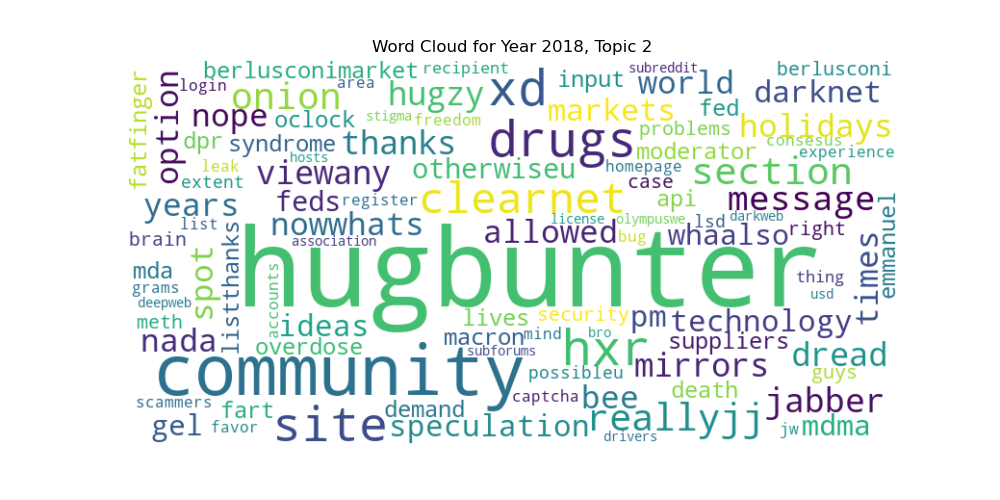 Word Cloud for Year 2018, Topic 2
berlusconimarket recipient subreddit berlusconi
login area input world
onion hugzy xd darknet
option nope oclock stigma freedom markets fed holidays
fatfinger dpr syndrome thanks drugs problems consesus
hosts moderator experience
leak viewany otherwiseu homepage section
extent feds register clearnet case api message
years list license olympuswe lsd darkweb emmanuel
nowwhats allowed bug whaalso right
brain association
listthanks hugbunter times
mda spot thing
grams usd
deepweb accounts
meth ideas lives security pm technology
nada overdose macron mind bro suppliers
subforums hxr mirrors dread
community possibleu guys
captcha bee death jabber
scammers fart demand
gel favor site speculation reallyjj jw mdma
drivers